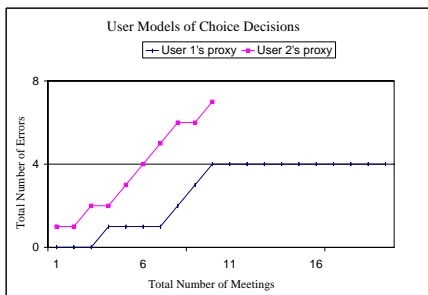 User Models of Choice Decisions
User 1's proxy User 2's proxy
8
4
0
Total Number of Errors
1 6 11 16
Total Number of Meetings